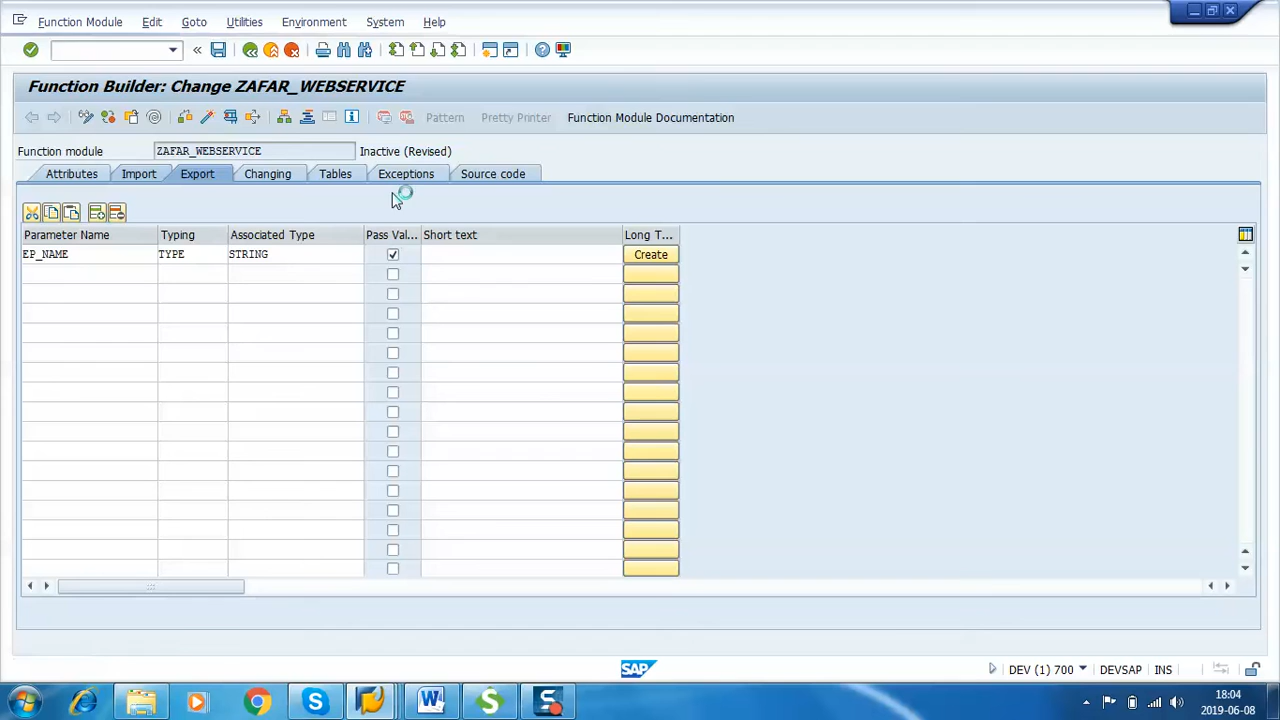 Function Module Edit Goto Utilities Environment System Help
Function Builder: Change ZAFAR_WEBSERVICE
Pattern Pretty Printer Function Module Documentation
Function module ZAFAR_WEBSERVICE Inactive (Revised)
Attributes Import Export Changing Tables Exceptions Source code
Parameter Name Typing Associated Type Pass Val... Short text Long T...
EP_NAME TYPE STRING Create
SAP DEV (1) 700 DEVSAP INS
18:04
2019-06-08